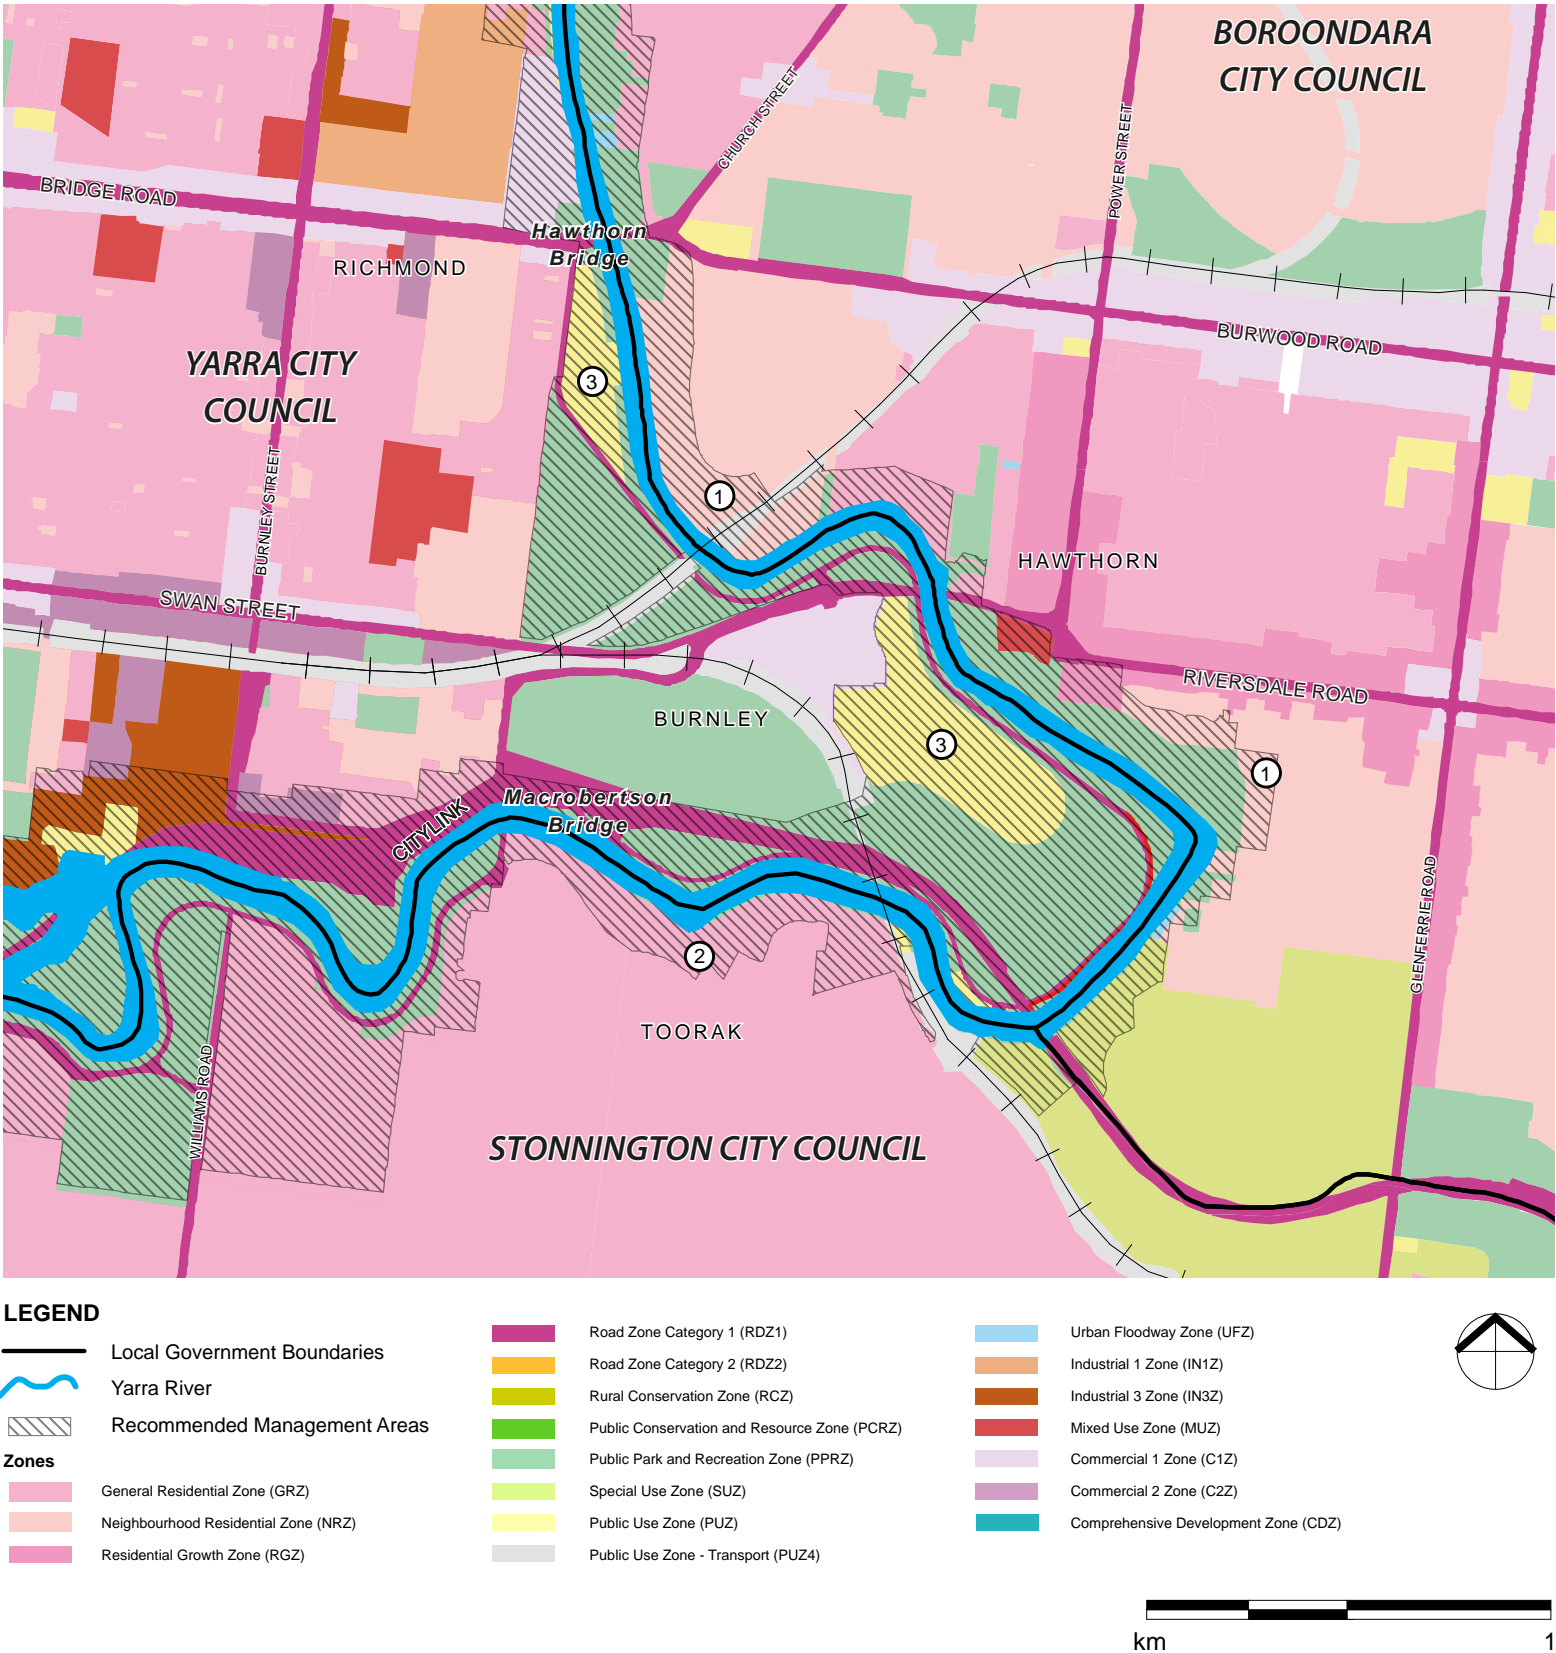 BOROONDARA
CITY COUNCIL
CHURCH STREET
POWER STREET
BRIDGE ROAD
Hawthorn
Bridge
RICHMOND
BURWOOD ROAD
YARRA CITY
COUNCIL
3
BURNLEY STREET
1
HAWTHORN
SWAN STREET
RIVERSDALE ROAD
BURNLEY
3
1
Macrobertson
Bridge
CITYLINK
GLENFERRIE ROAD
2
TOORAK
WILLIAMS ROAD
STONNINGTON CITY COUNCIL
LEGEND
Local Government Boundaries
Yarra River
Recommended Management Areas
Zones
General Residential Zone (GRZ)
Neighbourhood Residential Zone (NRZ)
Residential Growth Zone (RGZ)
Road Zone Category 1 (RDZ1)
Road Zone Category 2 (RDZ2)
Rural Conservation Zone (RCZ)
Public Conservation and Resource Zone (PCRZ)
Public Park and Recreation Zone (PPRZ)
Special Use Zone (SUZ)
Public Use Zone (PUZ)
Public Use Zone - Transport (PUZ4)
Urban Floodway Zone (UFZ)
Industrial 1 Zone (IN1Z)
Industrial 3 Zone (IN3Z)
Mixed Use Zone (MUZ)
Commercial 1 Zone (C1Z)
Commercial 2 Zone (C2Z)
Comprehensive Development Zone (CDZ)
km 1